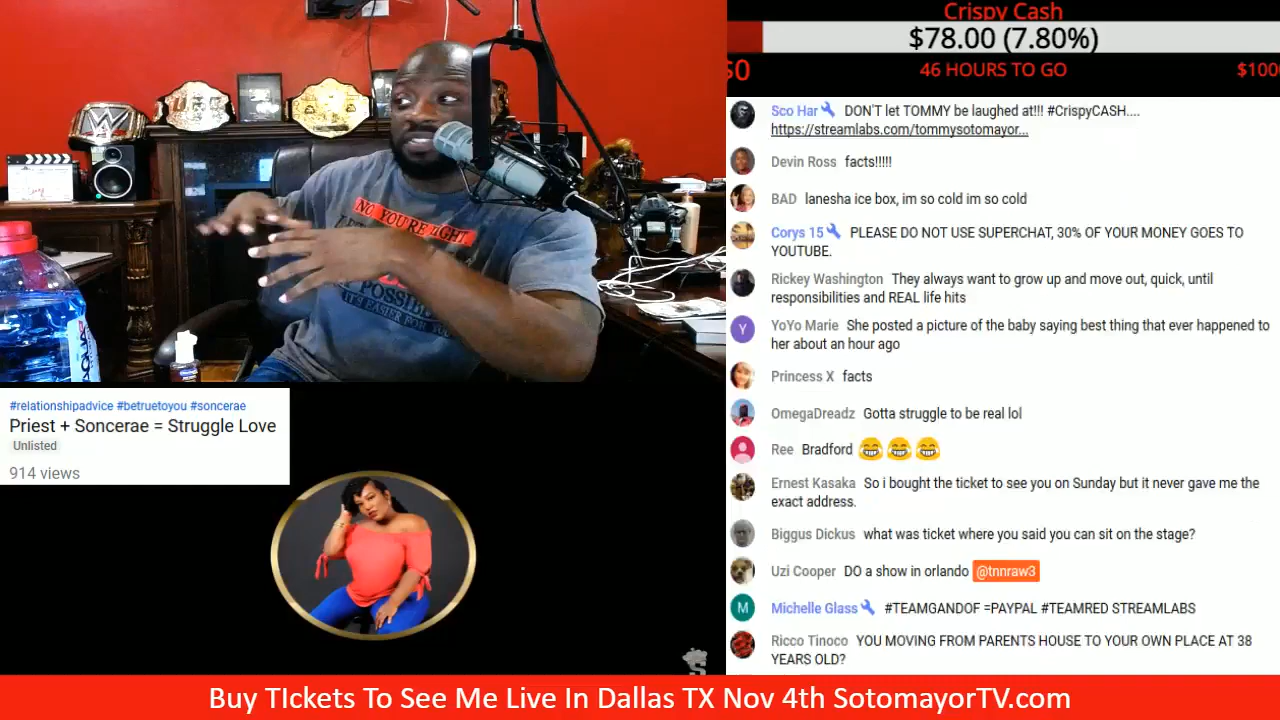 Crispy Cash
$78.00 (7.80%)
$0
46 HOURS TO GO
$100
Sco Har DON'T let TOMMY be laughed at!!! #CrispyCASH....
https://streamlabs.com/tommysotomayor...
Devin Ross facts!!!!!
BAD lanesha ice box, im so cold im so cold
Corys 15 PLEASE DO NOT USE SUPERCHAT, 30% OF YOUR MONEY GOES TO
YOUTUBE.
Rickey Washington They always want to grow up and move out, quick, until
responsibilities and REAL life hits
Y
YoYo Marie She posted a picture of the baby saying best thing that ever happened to
her about an hour ago
Princess X facts
OmegaDreadz Gotta struggle to be real lol
Ree Bradford 😂 😂 😂
Ernest Kasaka So i bought the ticket to see you on Sunday but it never gave me the
exact address.
Biggus Dickus what was ticket where you said you can sit on the stage?
Uzi Cooper DO A show in orlando @tnnraw3
M
Michelle Glass #TEAMGANDOF =PAYPAL #TEAMRED STREAMLABS
Ricco Tinoco YOU MOVING FROM PARENTS HOUSE TO YOUR OWN PLACE AT 38
YEARS OLD?
NO YOU'RE RIGHT
POSSIB
IT'S EASIER FOR YOU
#relationshipadvice #betruetoyou #soncerae
Priest + Soncerae = Struggle Love
Unlisted
914 views
S
Buy TIckets To See Me Live In Dallas TX Nov 4th SotomayorTV.com